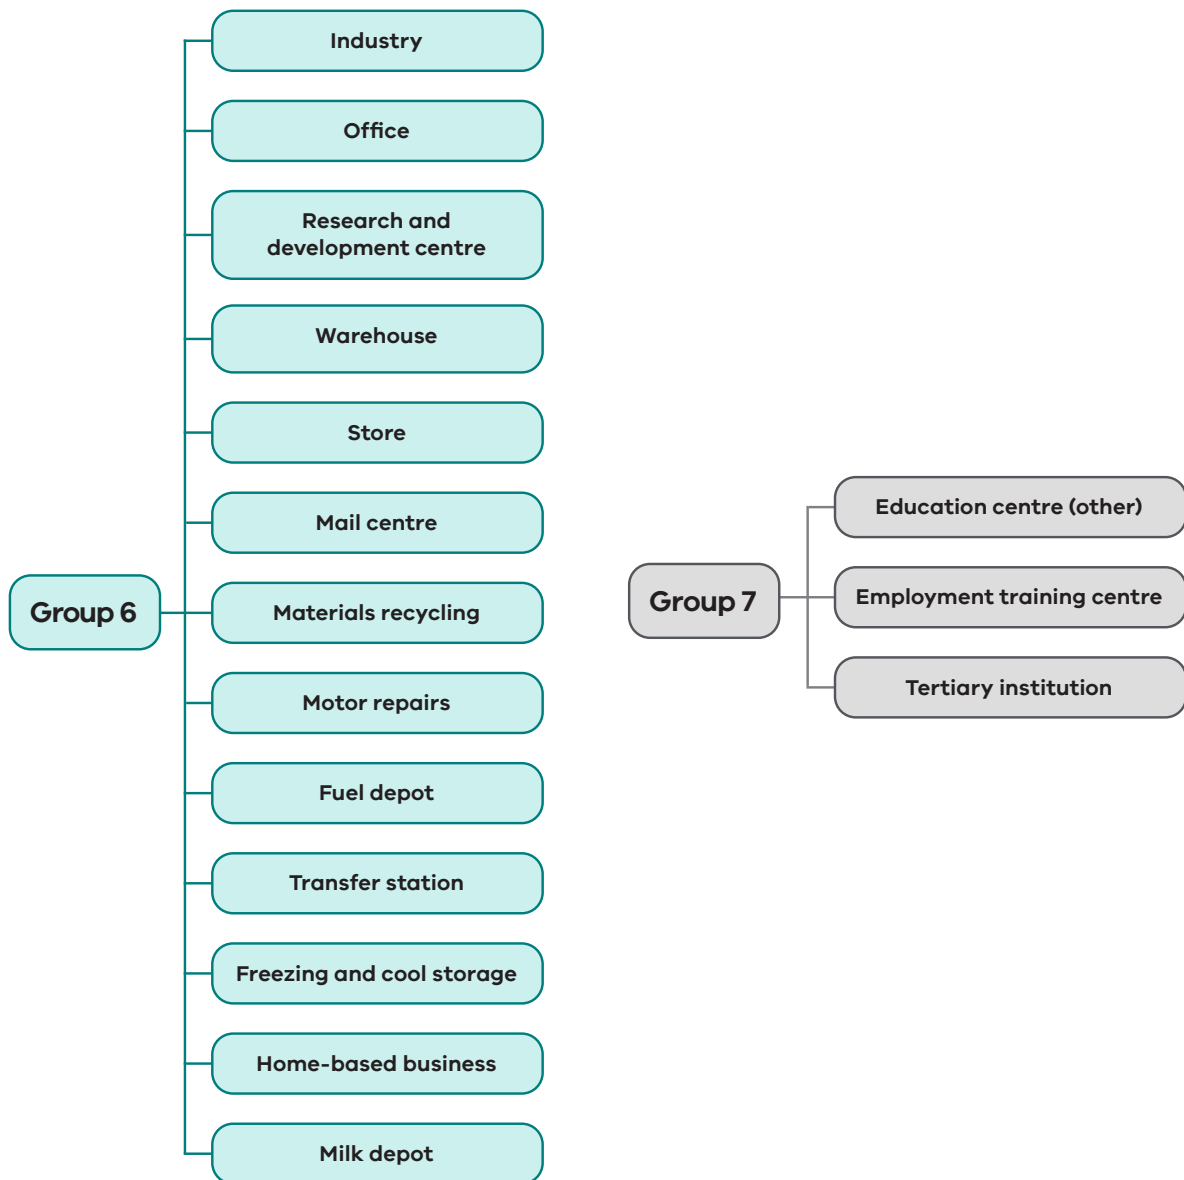 Group 6
Industry
Office
Research and
development centre
Warehouse
Store
Mail centre
Materials recycling
Motor repairs
Fuel depot
Transfer station
Freezing and cool storage
Home-based business
Milk depot
Group 7
Education centre (other)
Employment training centre
Tertiary institution